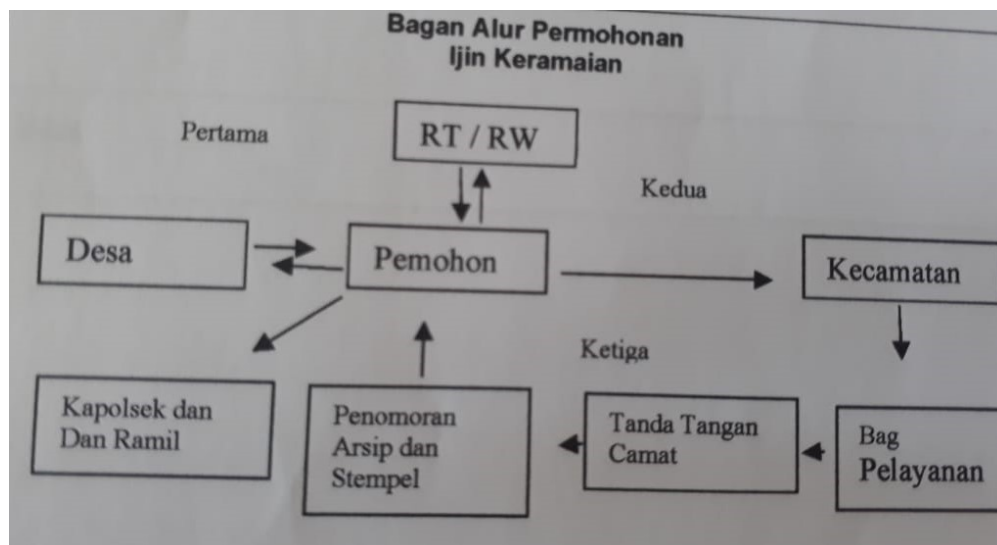 Bagan Alur Permohonan
Ijin Keramaian
Pertama
RT / RW
Kedua
Desa
Pemohon
Kecamatan
Ketiga
Kapolsek dan
Dan Ramil
Penomoran
Arsip dan
Stempel
Tanda Tangan
Camat
Bag
Pelayanan